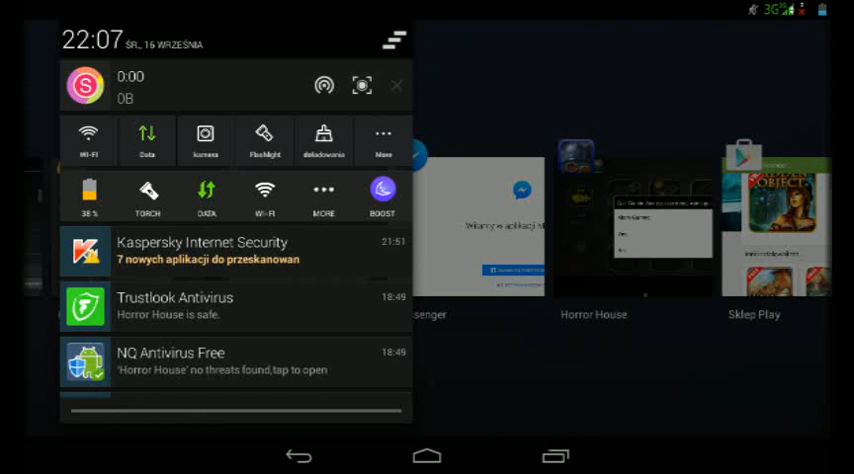 3G
22:07 ŚR., 16 WRZEŚNIA
S
0:00
0B
WI-FI
Data
kamera
Flashlight
doładowania
More
38 %
TORCH
DATA
WI-FI
MORE
BOOST
Kaspersky Internet Security 21:51
7 nowych aplikacji do przeskanowan
Trustlook Antivirus 18:49
Horror House is safe.
NQ Antivirus Free 18:49
'Horror House' no threats found,tap to open
Witamy w aplikacji M
senger
More Games
Horror House
OBJECT
Sklep Play